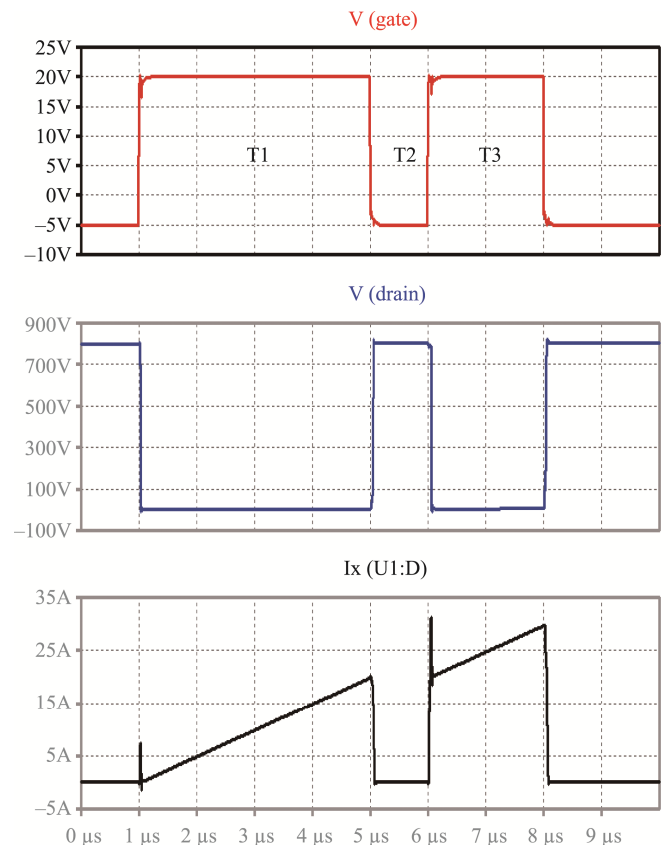 V (gate)
25V
20V
15V
10V
5V
0V
–5V
–10V
T1
T2
T3
V (drain)
900V
700V
500V
300V
100V
–100V
Ix (U1:D)
35A
25A
15A
5A
–5A
0 µs 1 µs 2 µs 3 µs 4 µs 5 µs 6 µs 7 µs 8 µs 9 µs